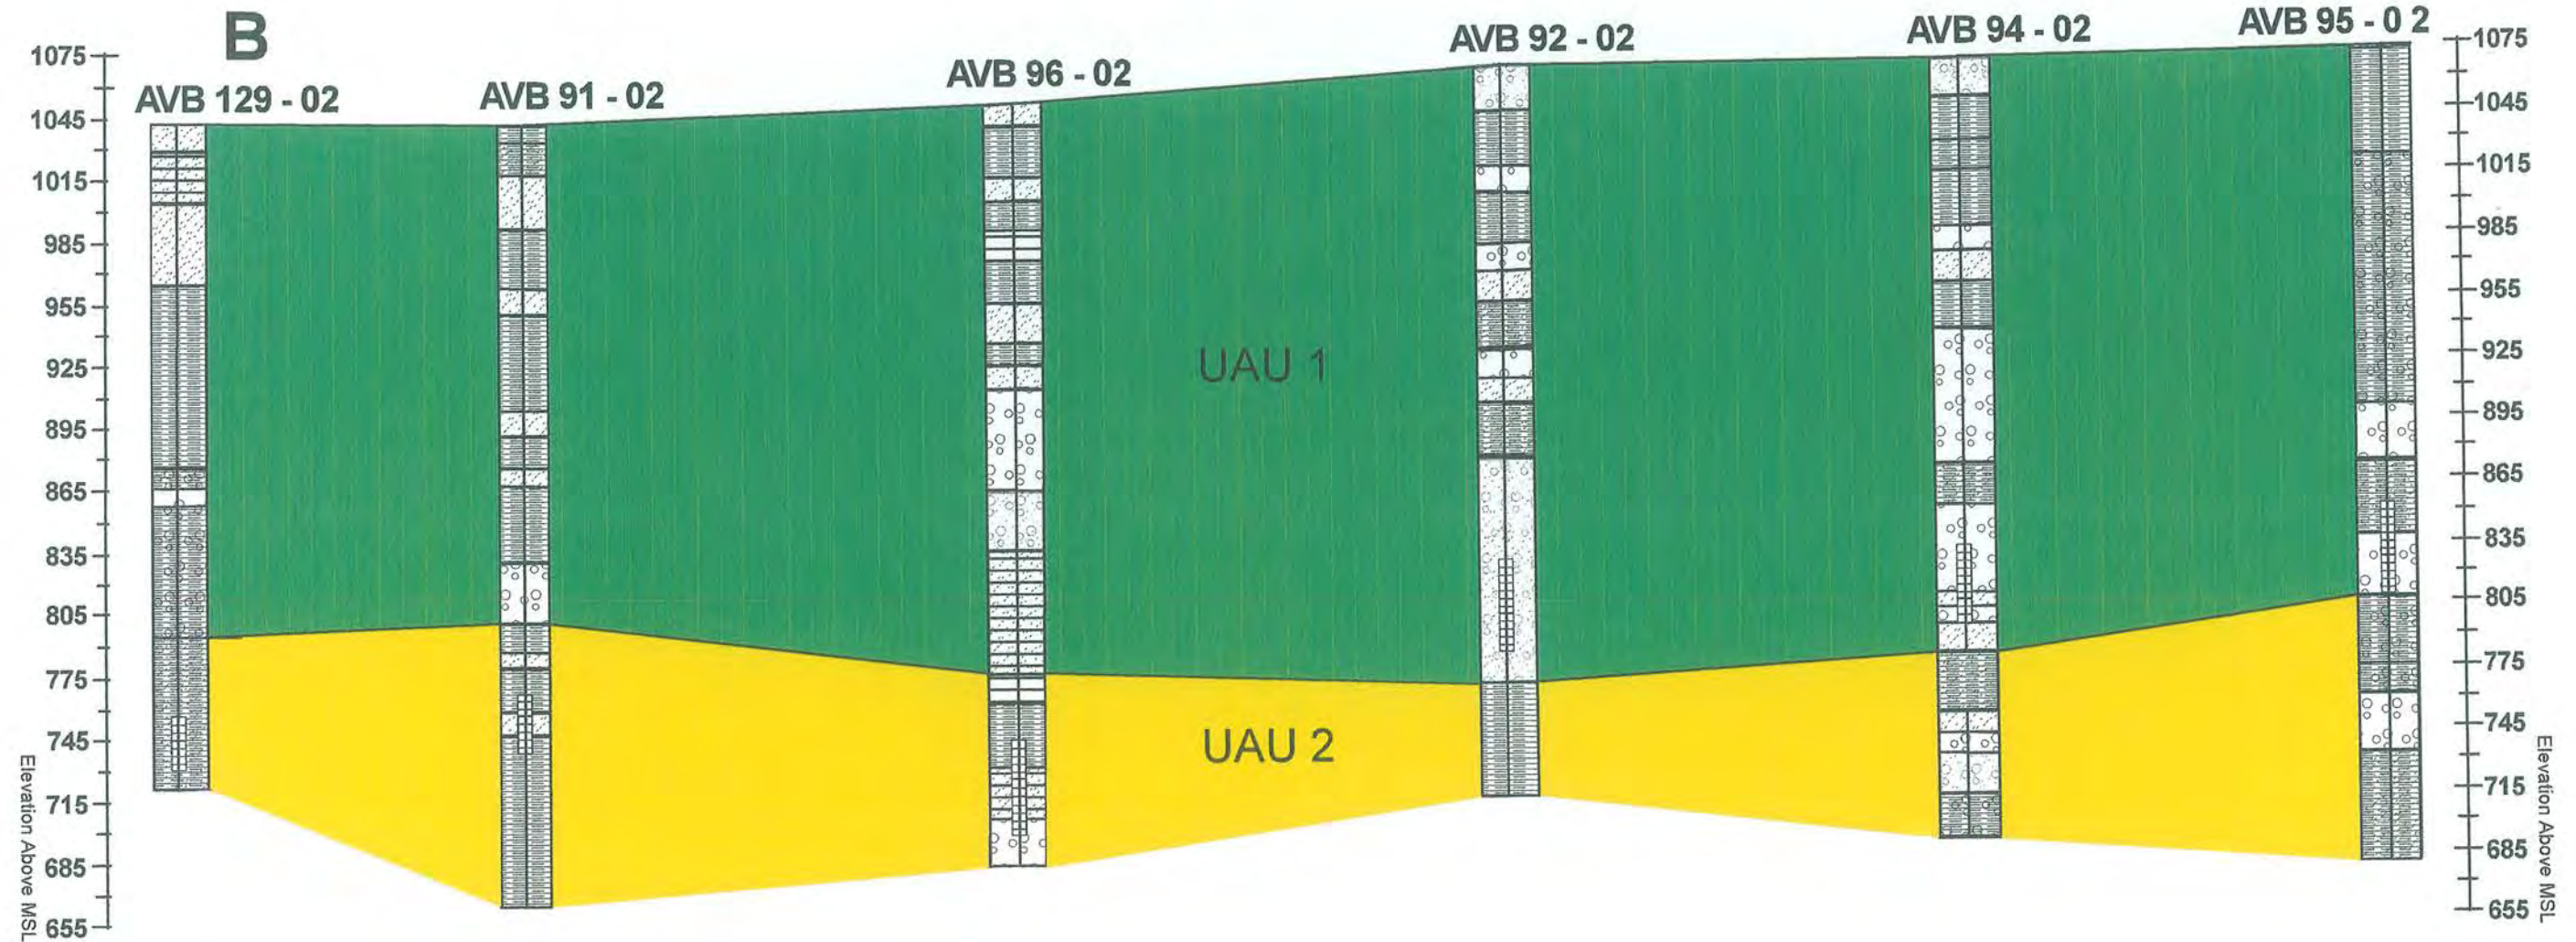 B
AVB 129 - 02
AVB 91 - 02
AVB 96 - 02
AVB 92 - 02
AVB 94 - 02
AVB 95 - 0 2
1075
1045
1015
985
955
925
895
865
835
805
775
745
715
685
655
Elevation Above MSL
UAU 1
UAU 2
1075
1045
1015
985
955
925
895
865
835
805
775
745
715
685
655
Elevation Above MSL